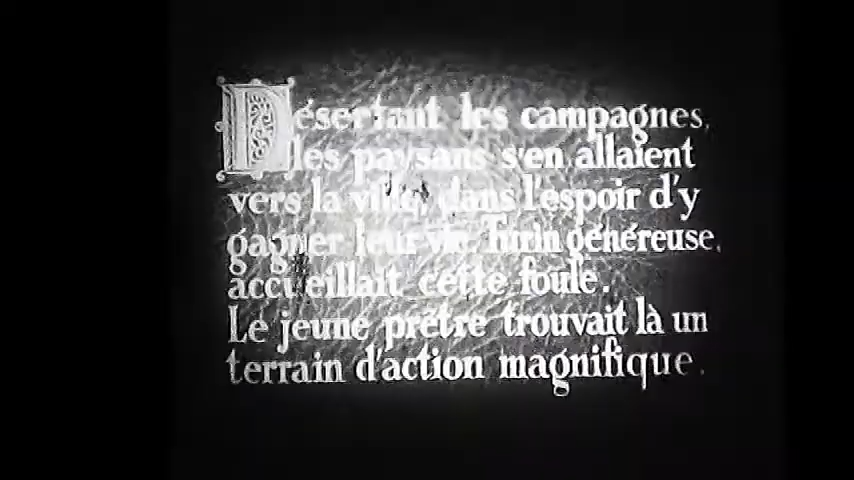 Désertant les campagnes,
les paysans s'en allaient
vers la ville, dans l'espoir d'y
gagner leur vie. Turin généreuse,
accueillait cette foule.
Le jeune prêtre trouvait là un
terrain d'action magnifique.